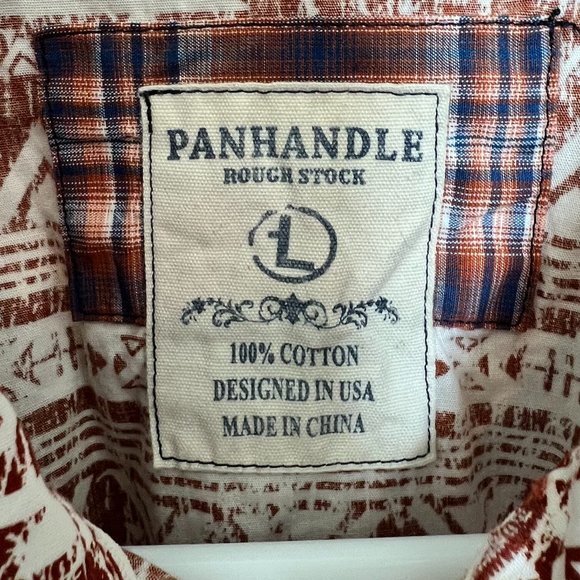 PANHANDLE
ROUGH STOCK
L
100% COTTON
DESIGNED IN USA
MADE IN CHINA